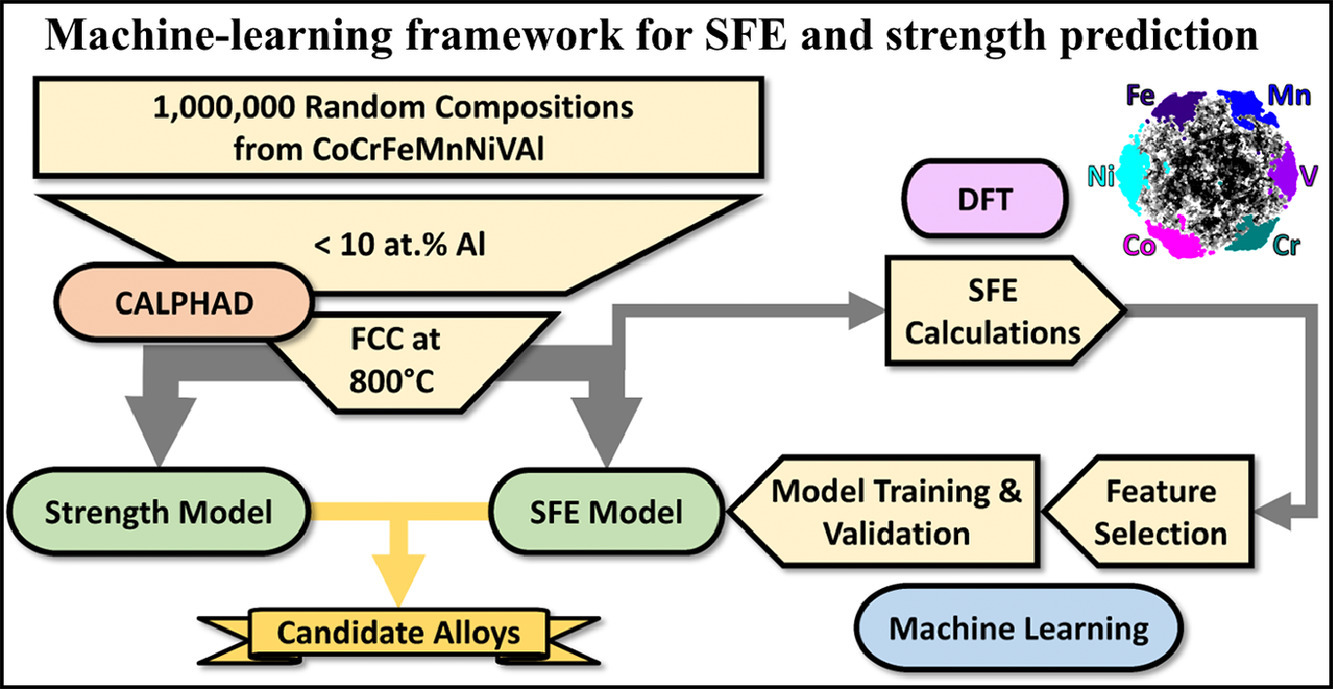 Machine-learning framework for SFE and strength prediction
1,000,000 Random Compositions
from CoCrFeMnNiVAl
< 10 at.% Al
CALPHAD
FCC at
800°C
DFT
SFE
Calculations
Fe
Mn
Ni
V
Co
Cr
Strength Model
SFE Model
Model Training &
Validation
Feature
Selection
Candidate Alloys
Machine Learning